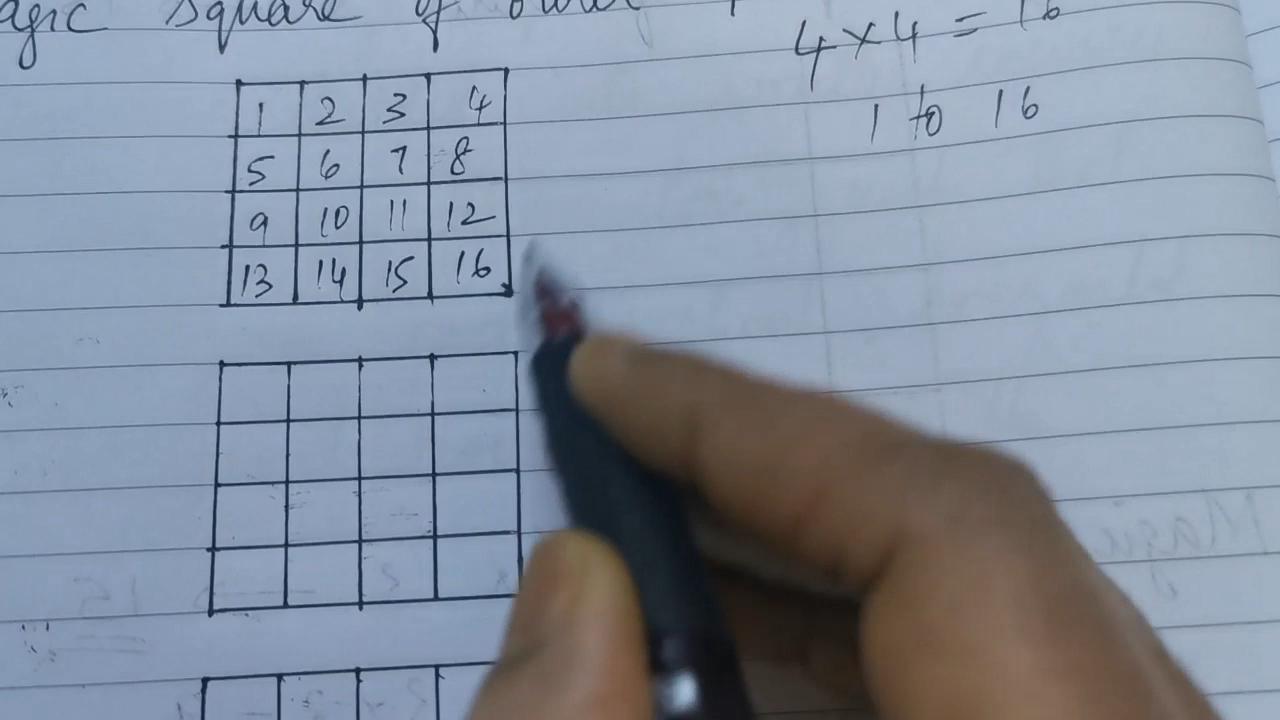 Square of
4 × 4 = 16
1 to 16
1 2 3 4
5 6 7 8
9 10 11 12
13 14 15 16